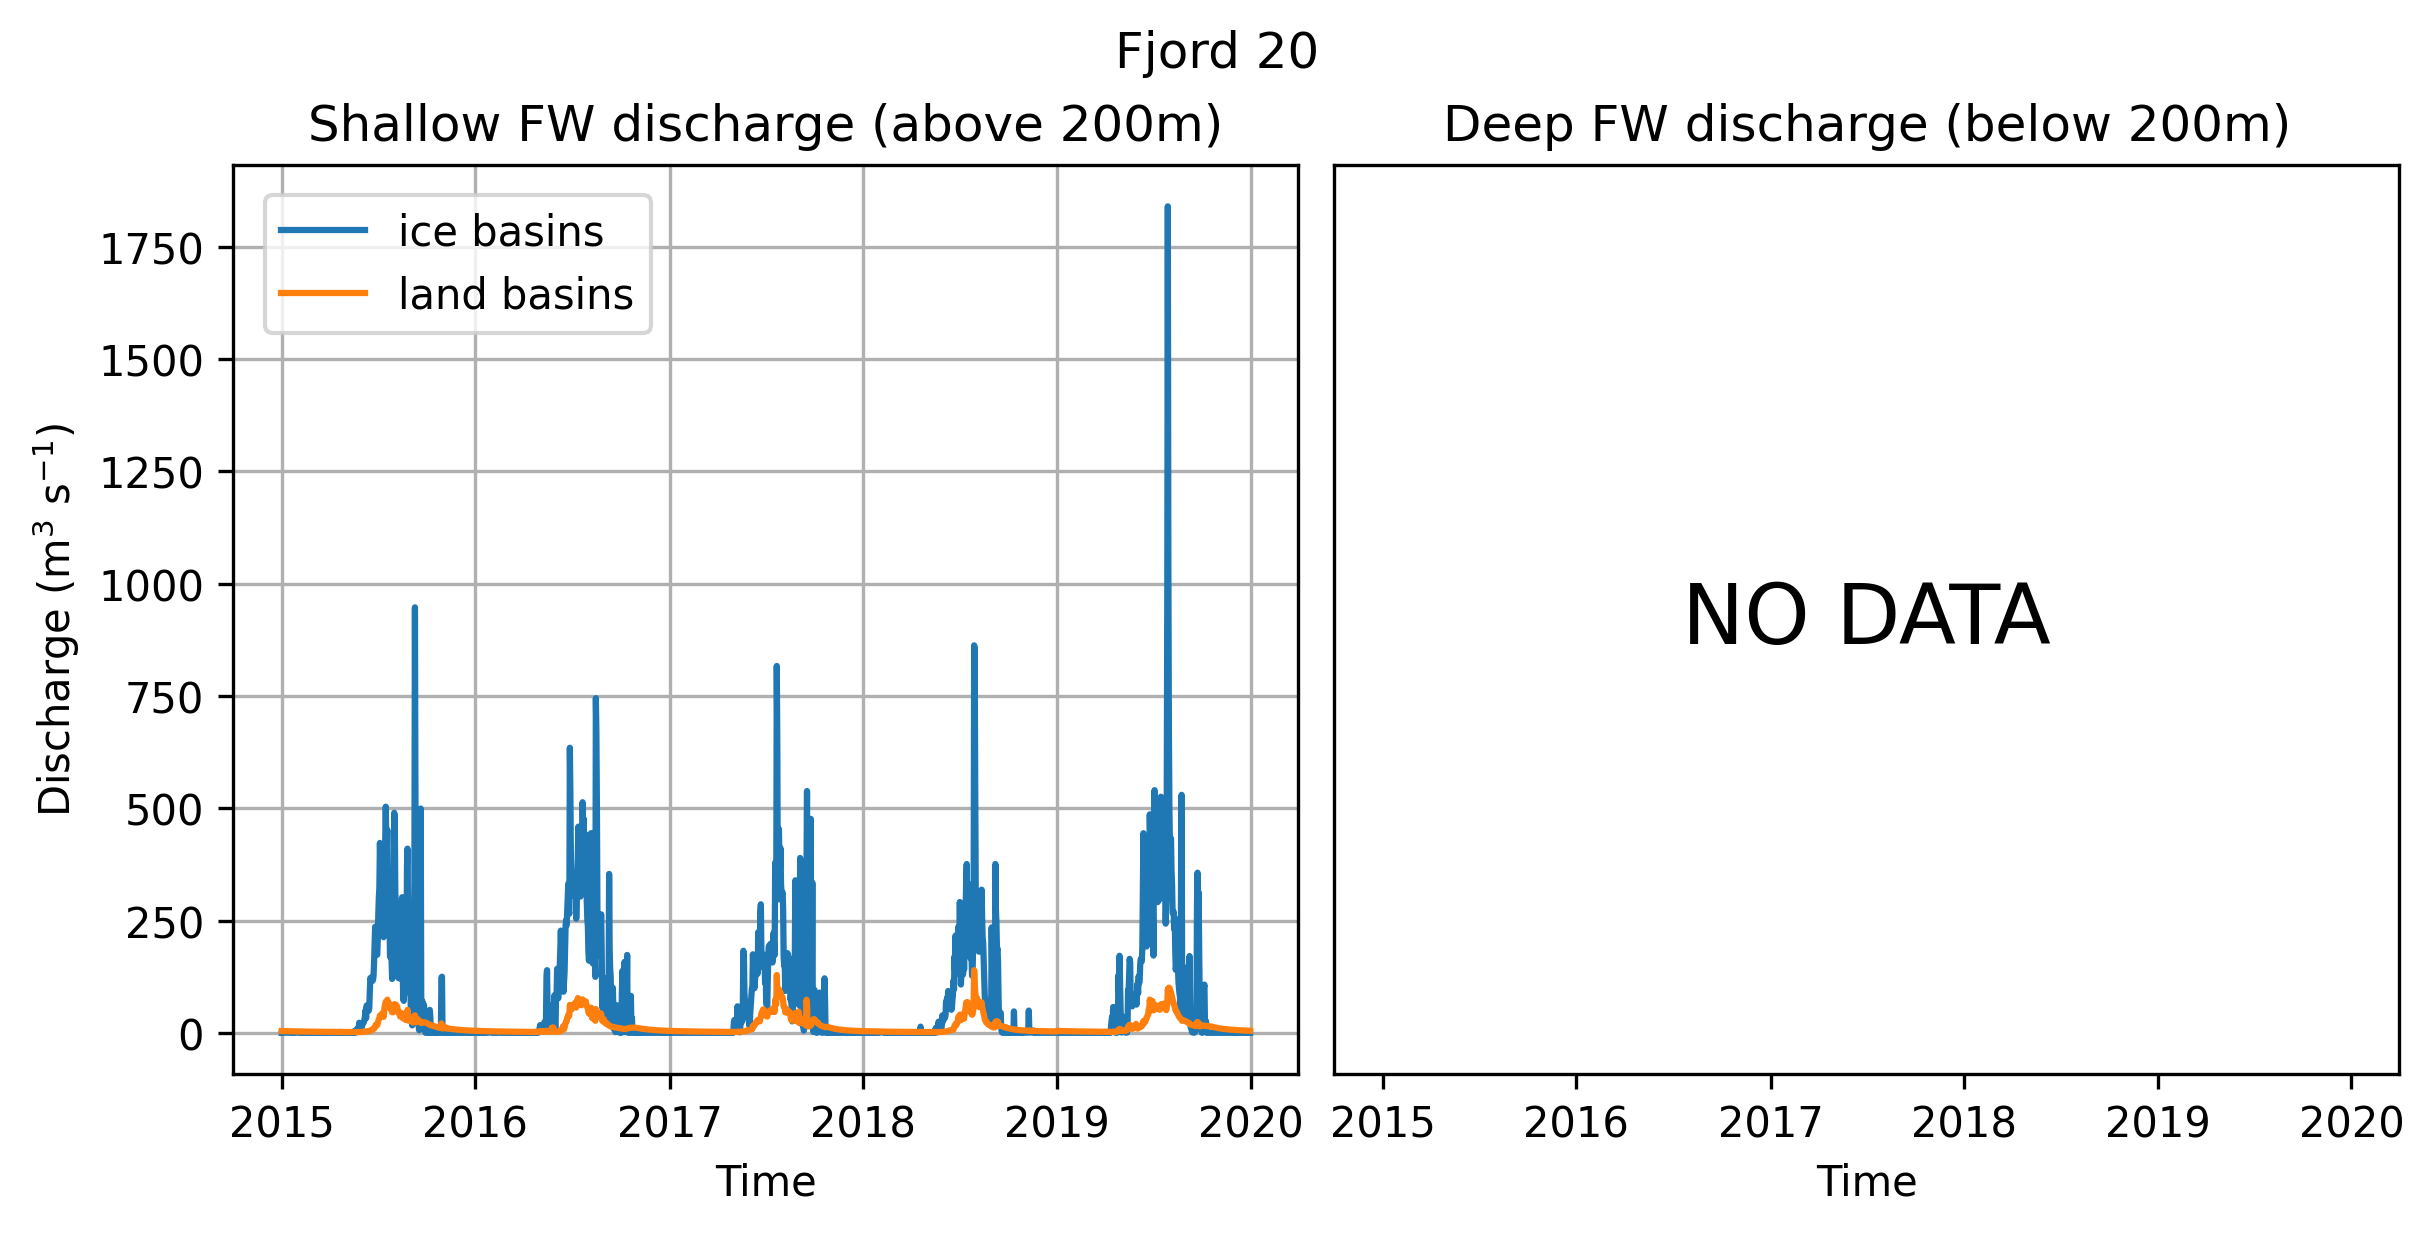 Fjord 20
Shallow FW discharge (above 200m)
Deep FW discharge (below 200m)
ice basins
land basins
Discharge (m³ s⁻¹)
1750
1500
1250
1000
750
500
250
0
2015 2016 2017 2018 2019 2020
Time
NO DATA
2015 2016 2017 2018 2019 2020
Time